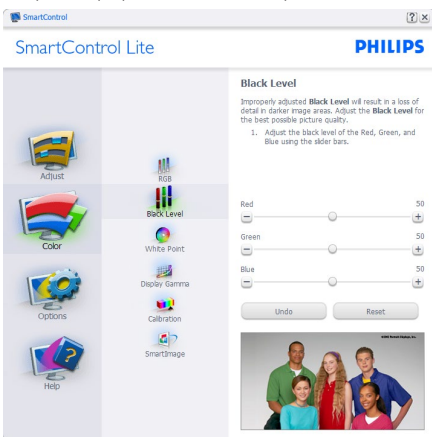 SmartControl
SmartControl Lite
PHILIPS
Adjust
Color
Options
Help
RGB
Black Level
White Point
Display Gamma
Calibration
SmartImage
Black Level
Improperly adjusted Black Level will result in a loss of
detail in darker image areas. Adjust the Black Level for
the best possible picture quality.
1. Adjust the black level of the Red, Green, and
Blue using the slider bars.
Red 50
Green 50
Blue 50
Undo Reset